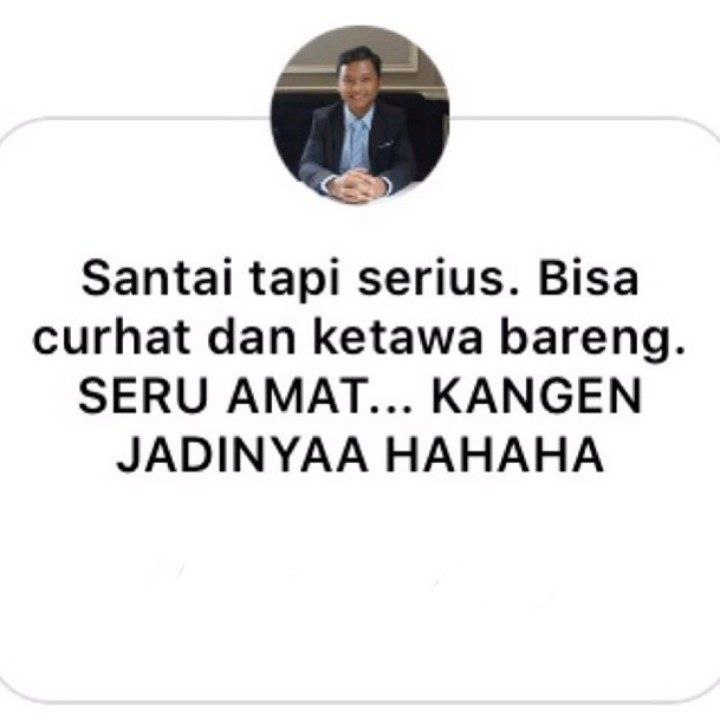 Santai tapi serius. Bisa
curhat dan ketawa bareng.
SERU AMAT... KANGEN
JADINYAA HAHAHA